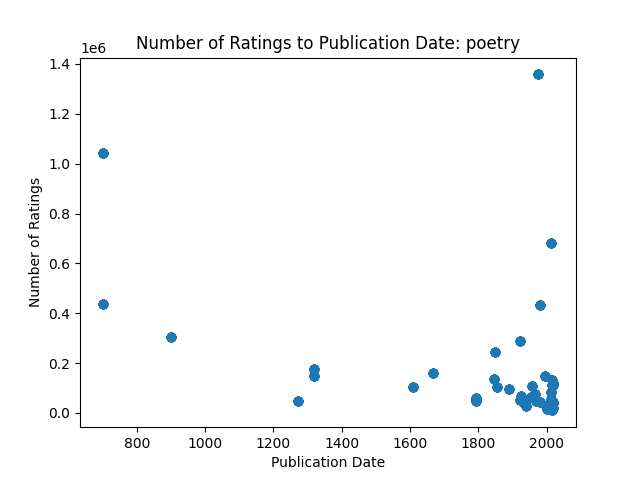 Number of Ratings to Publication Date: poetry
1e6
1.4
1.2
1.0
0.8
0.6
0.4
0.2
0.0
Number of Ratings
800 1000 1200 1400 1600 1800 2000
Publication Date